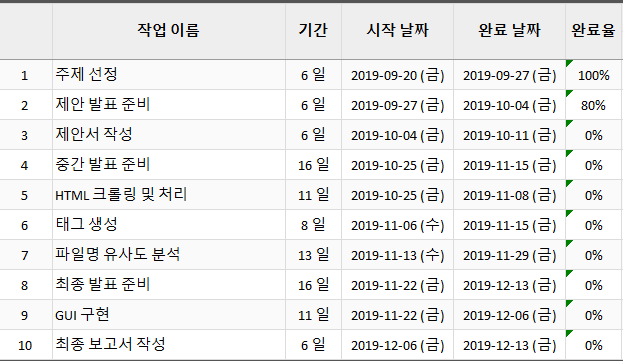 작업 이름 기간 시작 날짜 완료 날짜 완료율
1 주제 선정 6 일 2019-09-20 (금) 2019-09-27 (금) 100%
2 제안 발표 준비 6 일 2019-09-27 (금) 2019-10-04 (금) 80%
3 제안서 작성 6 일 2019-10-04 (금) 2019-10-11 (금) 0%
4 중간 발표 준비 16 일 2019-10-25 (금) 2019-11-15 (금) 0%
5 HTML 크롤링 및 처리 11 일 2019-10-25 (금) 2019-11-08 (금) 0%
6 태그 생성 8 일 2019-11-06 (수) 2019-11-15 (금) 0%
7 파일명 유사도 분석 13 일 2019-11-13 (수) 2019-11-29 (금) 0%
8 최종 발표 준비 16 일 2019-11-22 (금) 2019-12-13 (금) 0%
9 GUI 구현 11 일 2019-11-22 (금) 2019-12-06 (금) 0%
10 최종 보고서 작성 6 일 2019-12-06 (금) 2019-12-13 (금) 0%